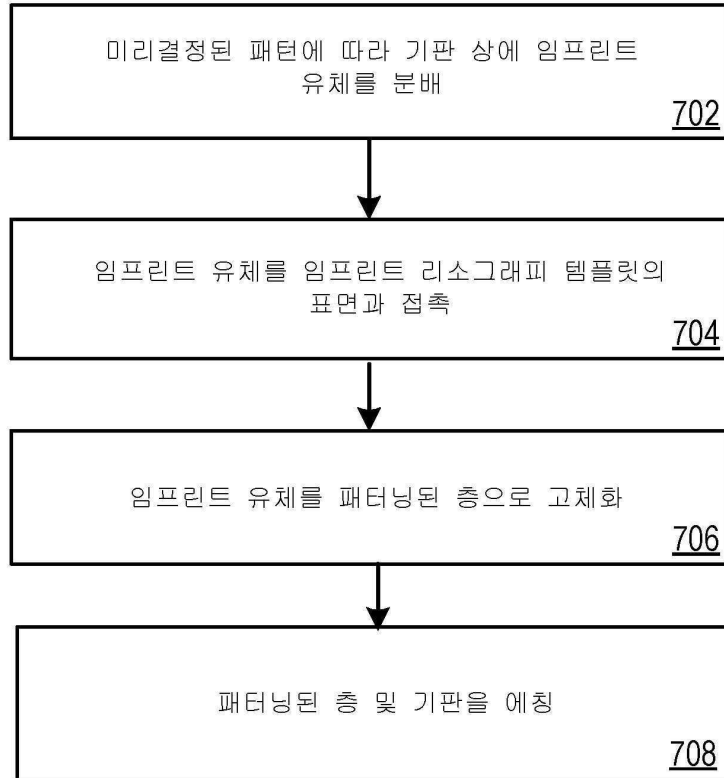 미리결정된 패턴에 따라 기판 상에 임프린트
유체를 분배
702
임프린트 유체를 임프린트 리소그래피 템플릿의
표면과 접촉
704
임프린트 유체를 패터닝된 층으로 고체화
706
패터닝된 층 및 기판을 에칭
708